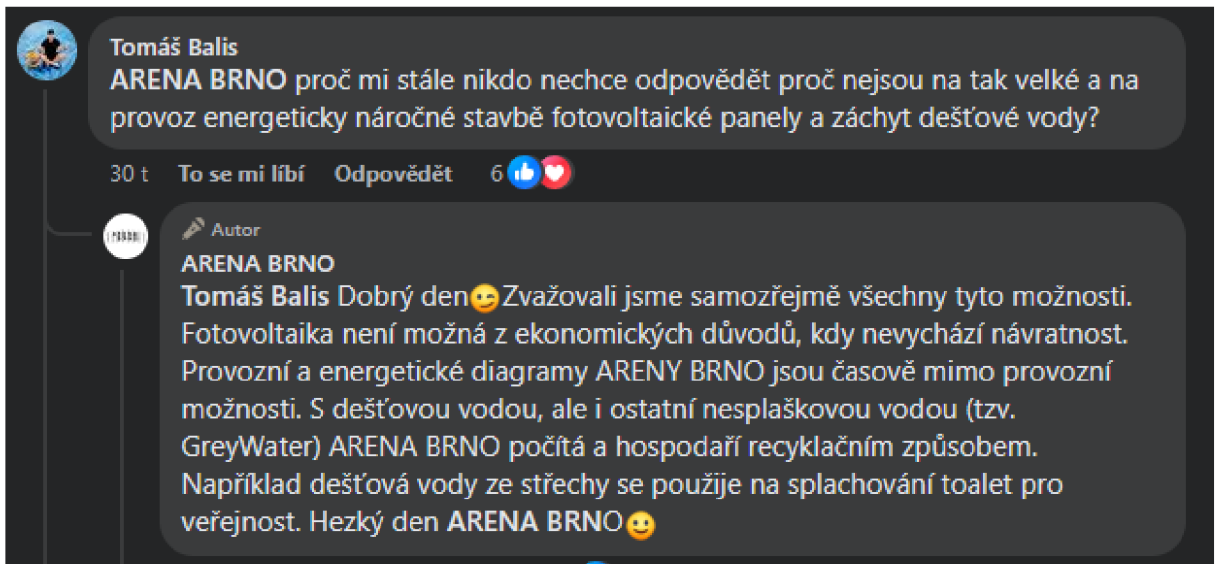 Tomáš Balis
ARENA BRNO proč mi stále nikdo nechce odpovědět proč nejsou na tak velké a na
provoz energeticky náročné stavbě fotovoltaické panely a záchyt dešťové vody?
30 t To se mi líbí Odpovědět 6
Autor
ARENA BRNO
Tomáš Balis Dobrý den😉Zvažovali jsme samozřejmě všechny tyto možnosti.
Fotovoltaika není možná z ekonomických důvodů, kdy nevychází návratnost.
Provozní a energetické diagramy ARENY BRNO jsou časově mimo provozní
možnosti. S dešťovou vodou, ale i ostatní nesplaškovou vodou (tzv.
GreyWater) ARENA BRNO počítá a hospodaří recyklačním způsobem.
Například dešťová vody ze střechy se použije na splachování toalet pro
veřejnost. Hezký den ARENA BRNO🙂